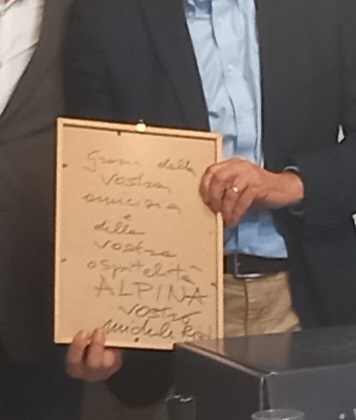 Grazie della
vostra
amicizia
e
della
vostra
ospitalità
ALPINA
vostro